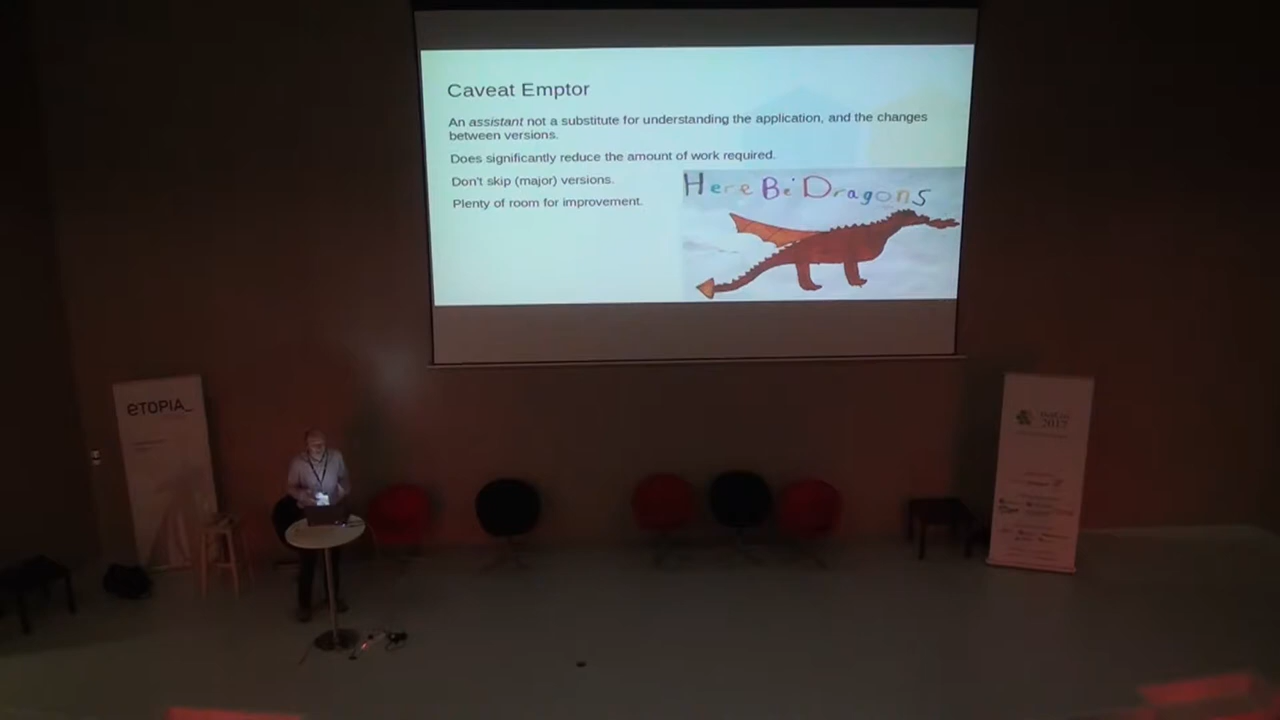 Caveat Emptor
An assistant not a substitute for understanding the application, and the changes
between versions.
Does significantly reduce the amount of work required.
Don't skip (major) versions.
Plenty of room for improvement.
Here Be Dragons
eTOPIA_
2017